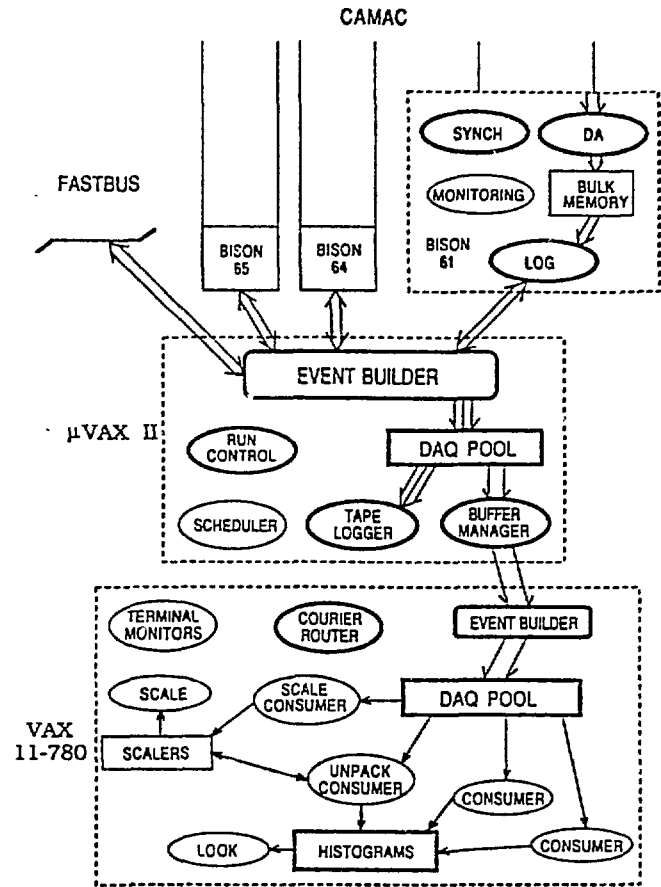 CAMAC
SYNCH
DA
FASTBUS
MONITORING
BULK
MEMORY
BISON
65
BISON
64
BISON
61
LOG
EVENT BUILDER
μVAX II
RUN
CONTROL
DAQ POOL
SCHEDULER
TAPE
LOGGER
BUFFER
MANAGER
TERMINAL
MONITORS
COURIER
ROUTER
EVENT BUILDER
SCALE
SCALE
CONSUMER
DAQ POOL
VAX
11-780
SCALERS
UNPACK
CONSUMER
CONSUMER
LOOK
HISTOGRAMS
CONSUMER